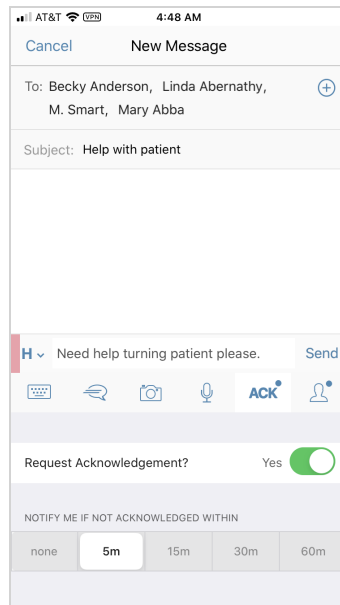 AT&T VPN 4:48 AM
Cancel New Message
To: Becky Anderson, Linda Abernathy,
M. Smart, Mary Abba
Subject: Help with patient
H Need help turning patient please. Send
ACK
Request Acknowledgement? Yes
NOTIFY ME IF NOT ACKNOWLEDGED WITHIN
none 5m 15m 30m 60m